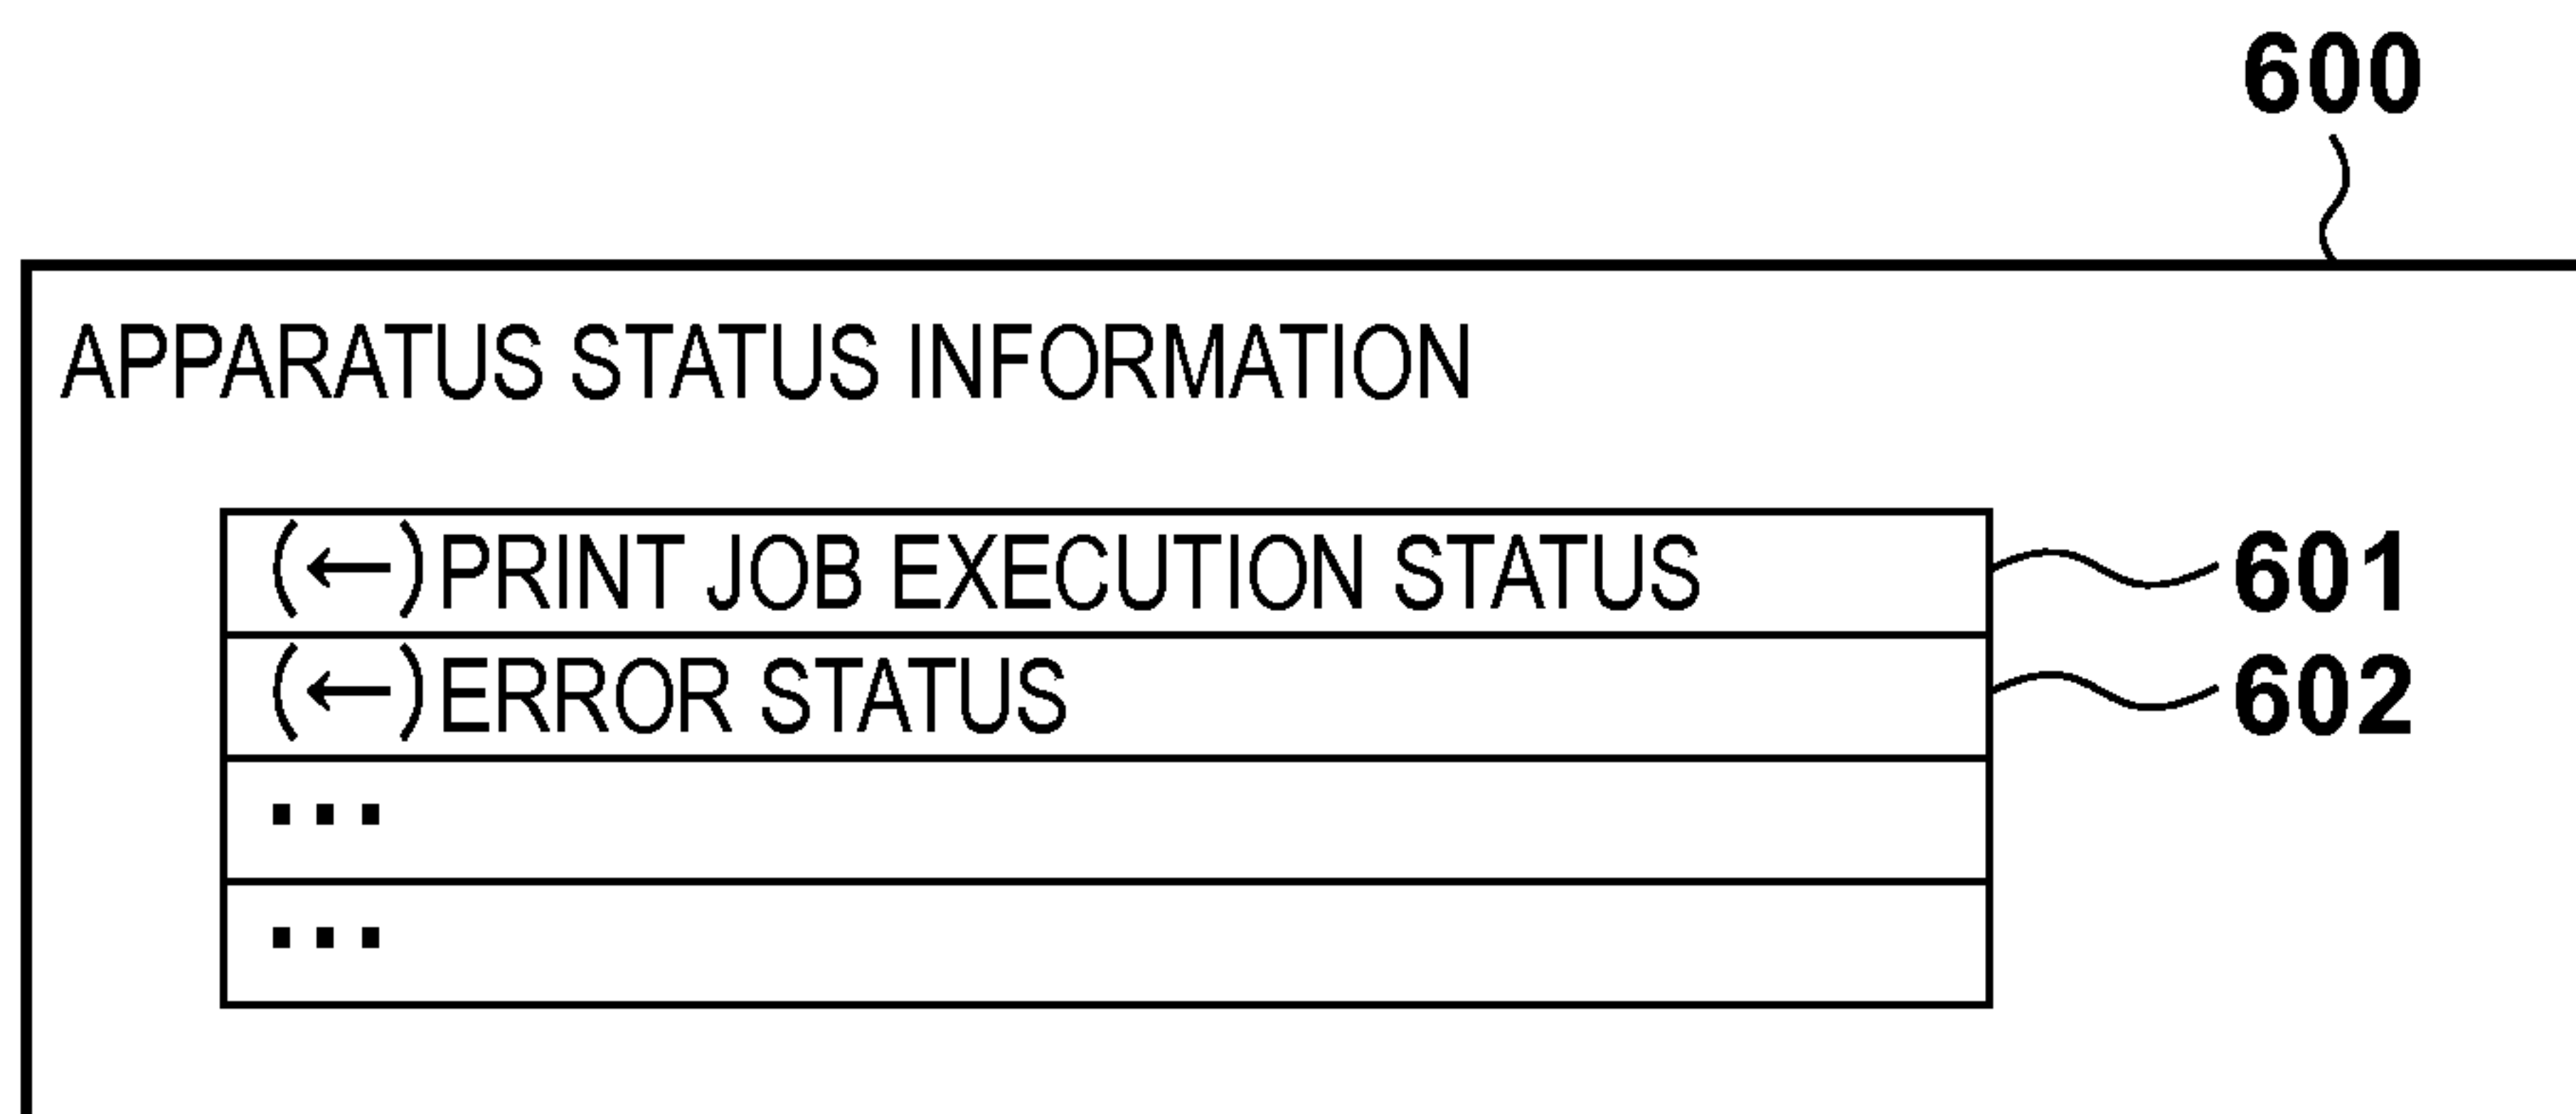 600
APPARATUS STATUS INFORMATION
(←) PRINT JOB EXECUTION STATUS 601
(←) ERROR STATUS 602
...
...